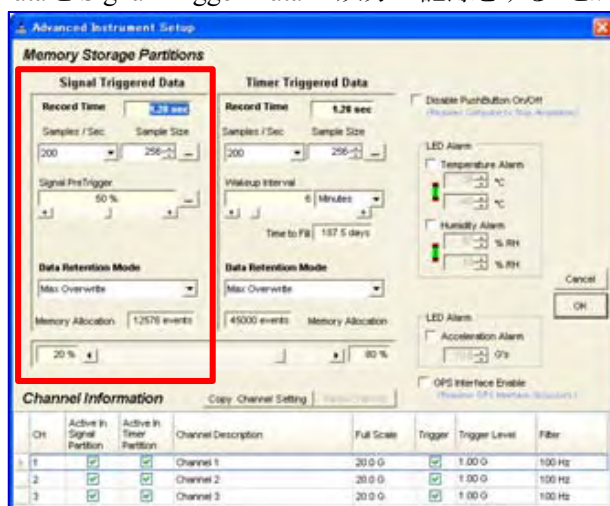 Advanced Instrument Setup
Memory Storage Partitions
Signal Triggered Data
Record Time 1.28 sec
Samples / Sec Sample Size
200 256
Signal PreTrigger
50 %
Data Retention Mode
Max Overwrite
Memory Allocation 12576 events
20 %
Timer Triggered Data
Record Time 1.28 sec
Samples / Sec Sample Size
200 256
Wakeup Interval
6 Minutes
Time to Fill 187.5 days
Data Retention Mode
Max Overwrite
45000 events Memory Allocation
80 %
Disable PushButton On/Off
LED Alarm
Temperature Alarm
°C
°C
Humidity Alarm
% RH
% RH
Cancel
OK
LED Alarm
Acceleration Alarm
G's
GPS Interface Enable
Channel Information
Copy Channel Setting
CH Active In Signal Partition Active In Timer Partition Channel Description Full Scale Trigger Trigger Level Filter
1 Channel 1 20.0 G 1.00 G 100 Hz
2 Channel 2 20.0 G 1.00 G 100 Hz
3 Channel 3 20.0 G 1.00 G 100 Hz